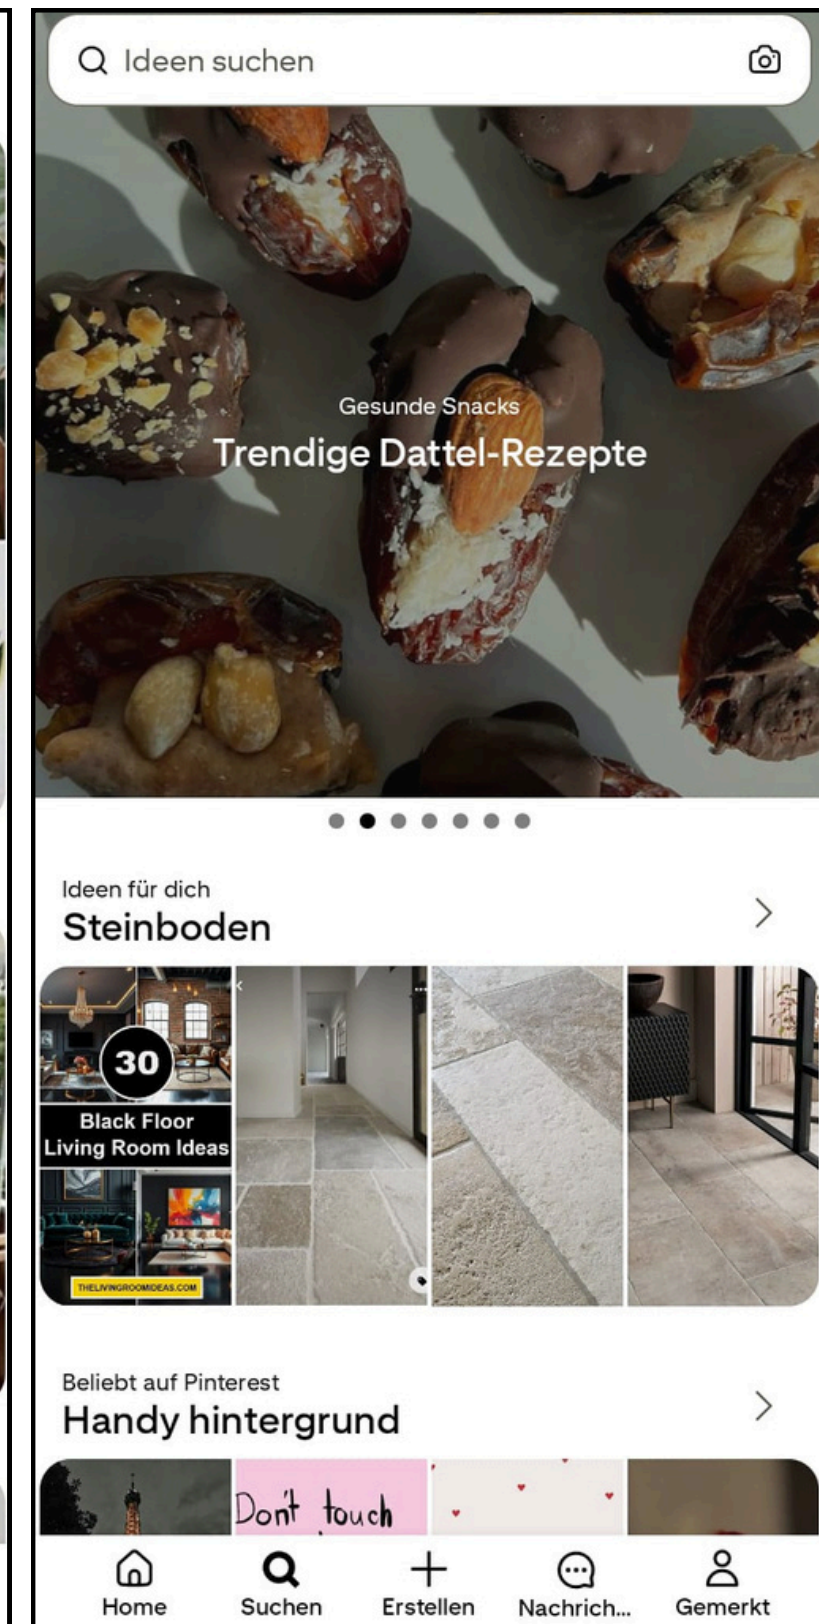 Ideen suchen
Gesunde Snacks
Trendige Dattel-Rezepte
Ideen für dich
Steinboden
30
Black Floor
Living Room Ideas
THELIVINGROOMIDEAS.COM
Beliebt auf Pinterest
Handy hintergrund
Don't touch
Home
Suchen
Erstellen
Nachrich...
Gemerkt